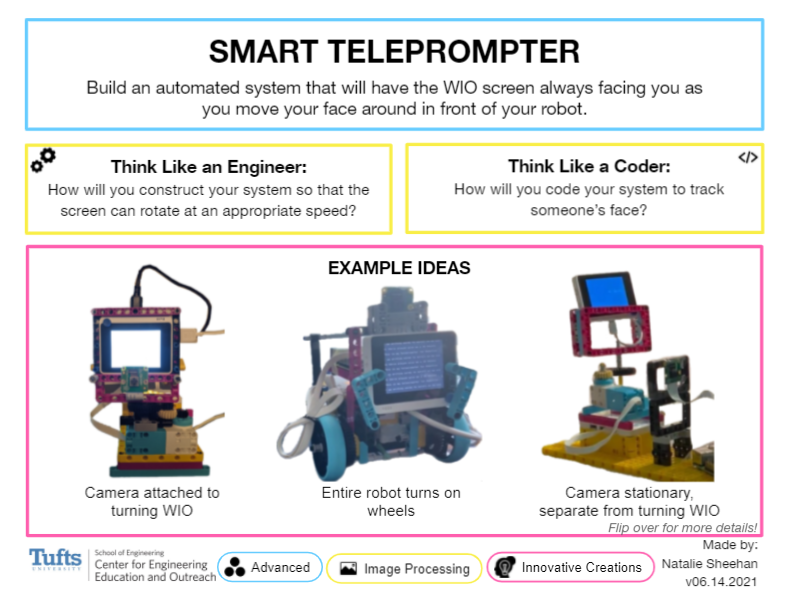 SMART TELEPROMPTER
Build an automated system that will have the WIO screen always facing you as
you move your face around in front of your robot.
Think Like an Engineer:
How will you construct your system so that the
screen can rotate at an appropriate speed?
</>
Think Like a Coder:
How will you code your system to track
someone's face?
EXAMPLE IDEAS
Camera attached to
turning WIO
Entire robot turns on
wheels
Camera stationary,
separate from turning WIO
Flip over for more details!
Tufts
UNIVERSITY
School of Engineering
Center for Engineering
Education and Outreach
Advanced
Image Processing
Innovative Creations
Made by:
Natalie Sheehan
v06.14.2021